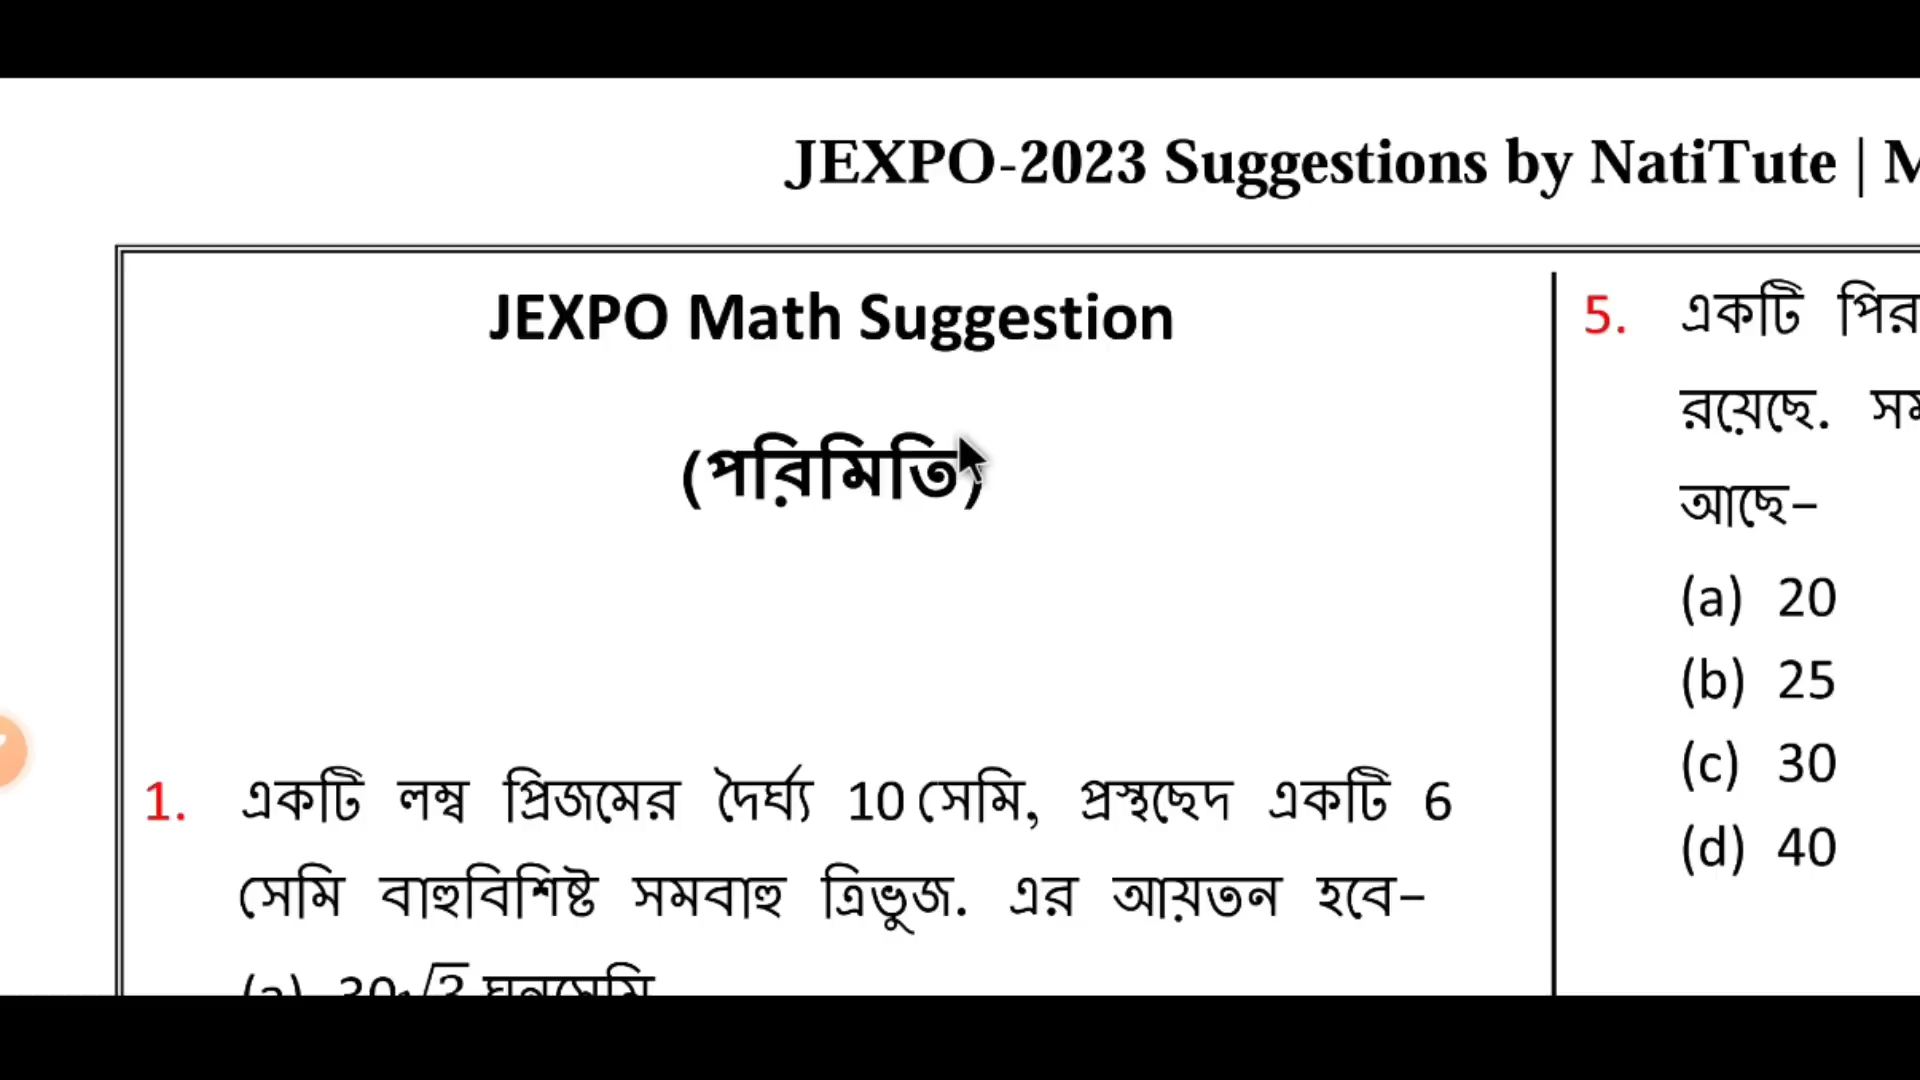 JEXPO-2023 Suggestions by NatiTute |
JEXPO Math Suggestion
(পরিমিতি)
1. একটি লম্ব প্রিজমের দৈর্ঘ্য 10 সেমি, প্রস্থছেদ একটি 6
সেমি বাহুবিশিষ্ট সমবাহু ত্রিভুজ. এর আয়তন হবে–
5. একটি
রয়েছে.
আছে–
(a) 20
(b) 25
(c) 30
(d) 40